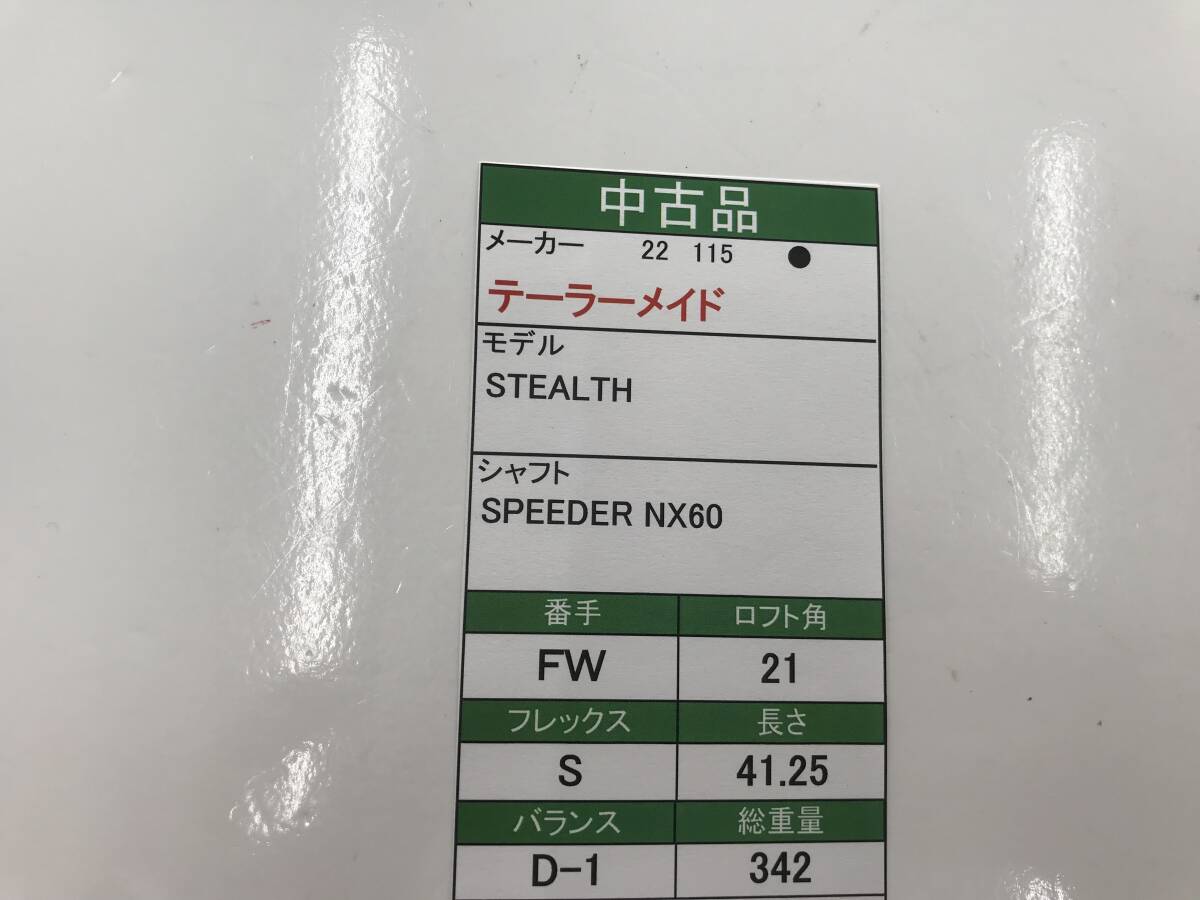 中古品
メーカー 22 115 ●
テーラーメイド
モデル
STEALTH
シャフト
SPEEDER NX60
番手 ロフト角
FW 21
フレックス 長さ
S 41.25
バランス 総重量
D-1 342